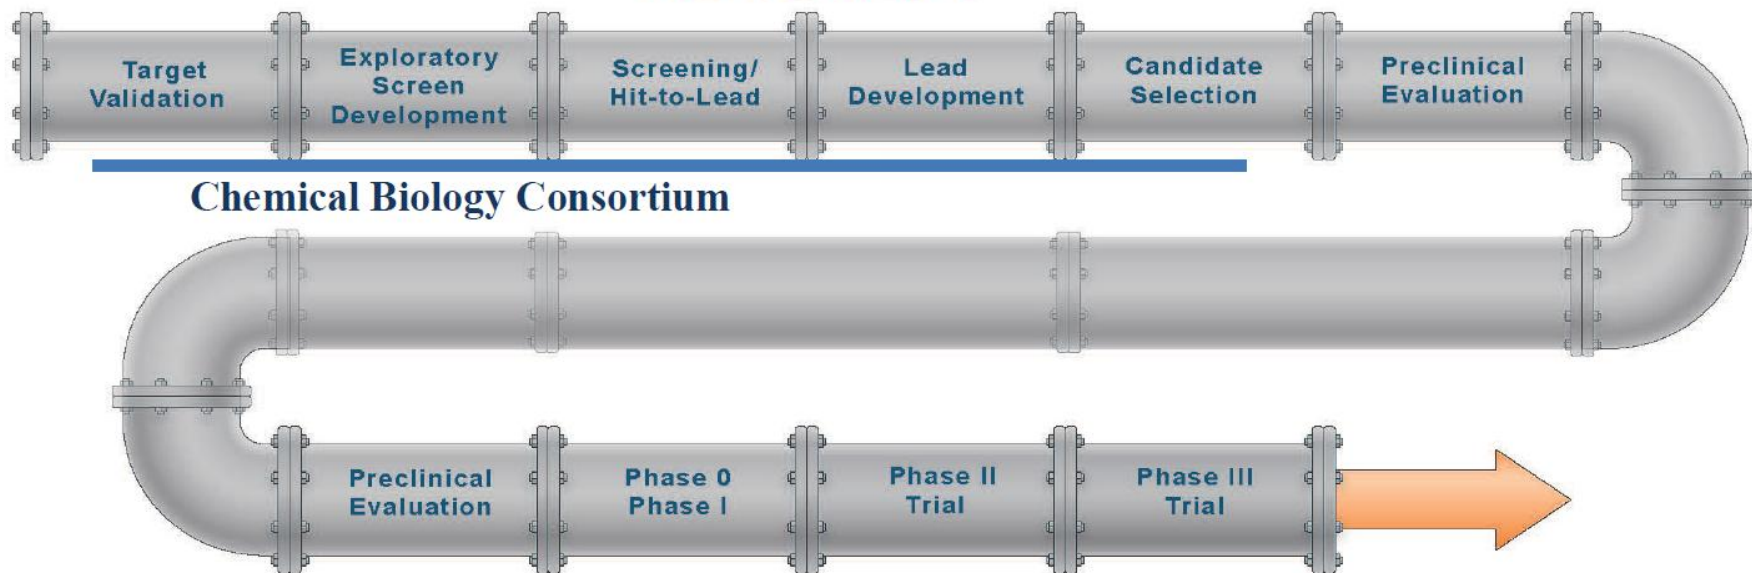 Target
Validation
Exploratory
Screen
Development
Screening/
Hit-to-Lead
Lead
Development
Candidate
Selection
Preclinical
Evaluation
Chemical Biology Consortium
Preclinical
Evaluation
Phase 0
Phase I
Phase II
Trial
Phase III
Trial